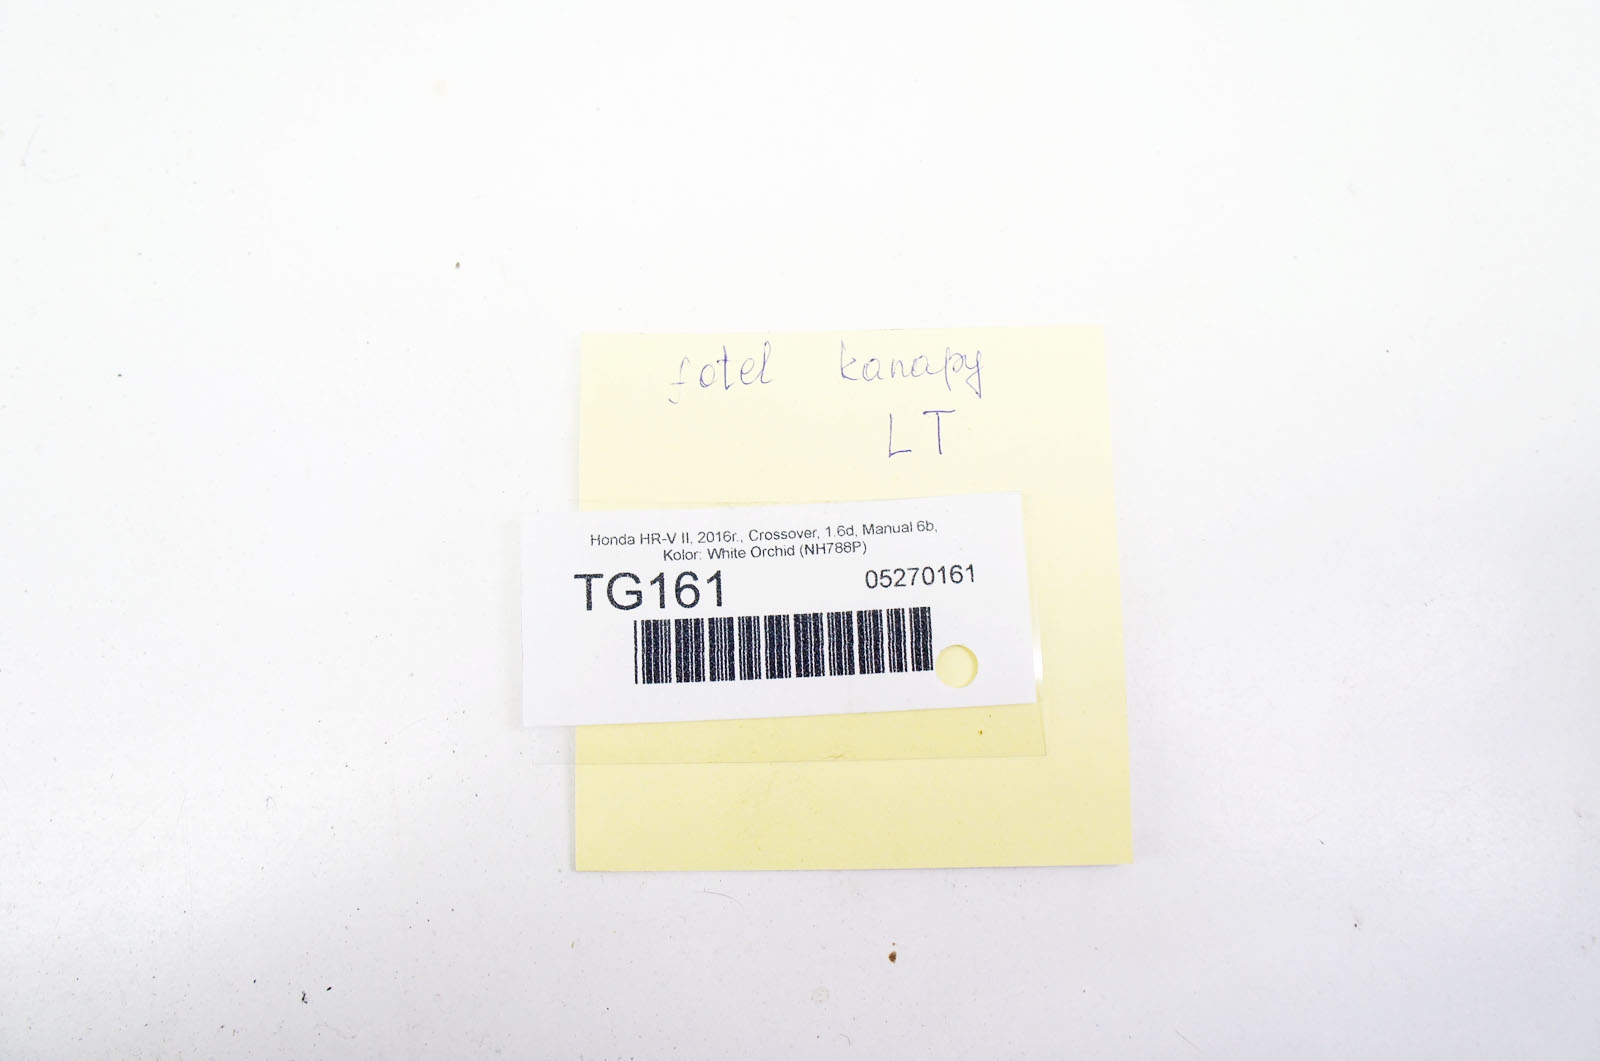 fotel kanapy
LT
Honda HR-V II, 2016r., Crossover, 1.6d, Manual 6b,
Kolor: White Orchid (NH788P)
TG161 05270161